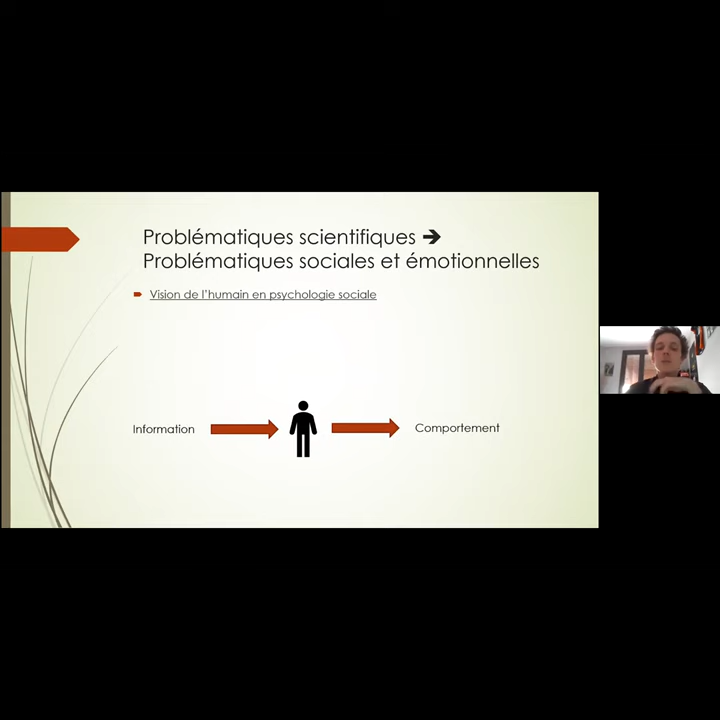 Problématiques scientifiques ➔
Problématiques sociales et émotionnelles
Vision de l'humain en psychologie sociale
Information
Comportement